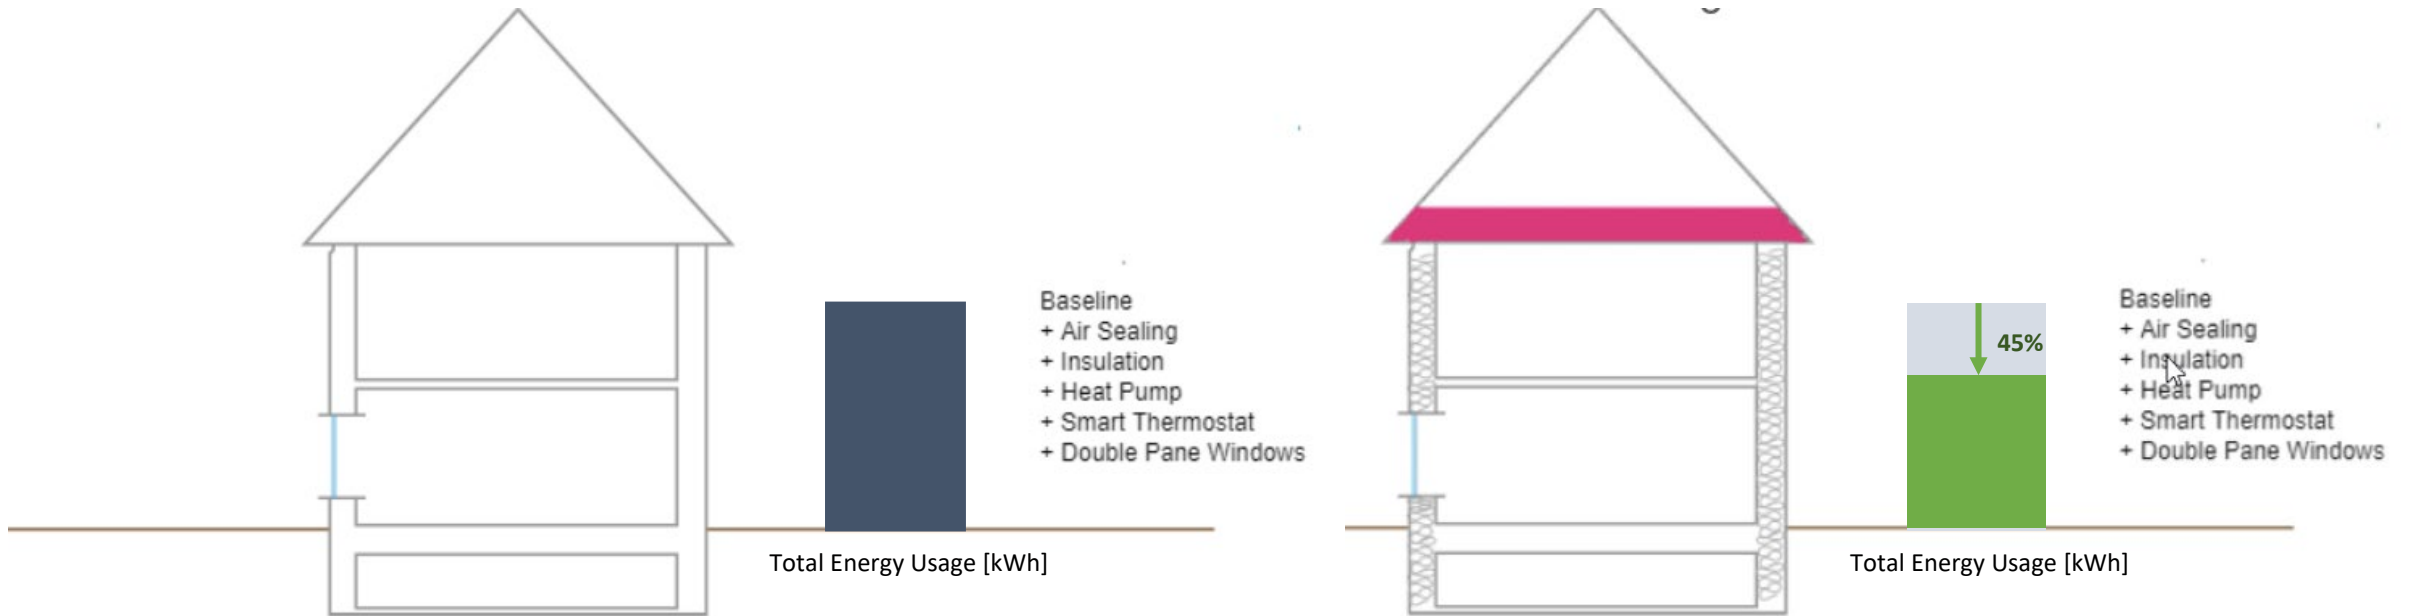 Baseline
+ Air Sealing
+ Insulation
+ Heat Pump
+ Smart Thermostat
+ Double Pane Windows
Total Energy Usage [kWh]
45%
Baseline
+ Air Sealing
+ Insulation
+ Heat Pump
+ Smart Thermostat
+ Double Pane Windows
Total Energy Usage [kWh]